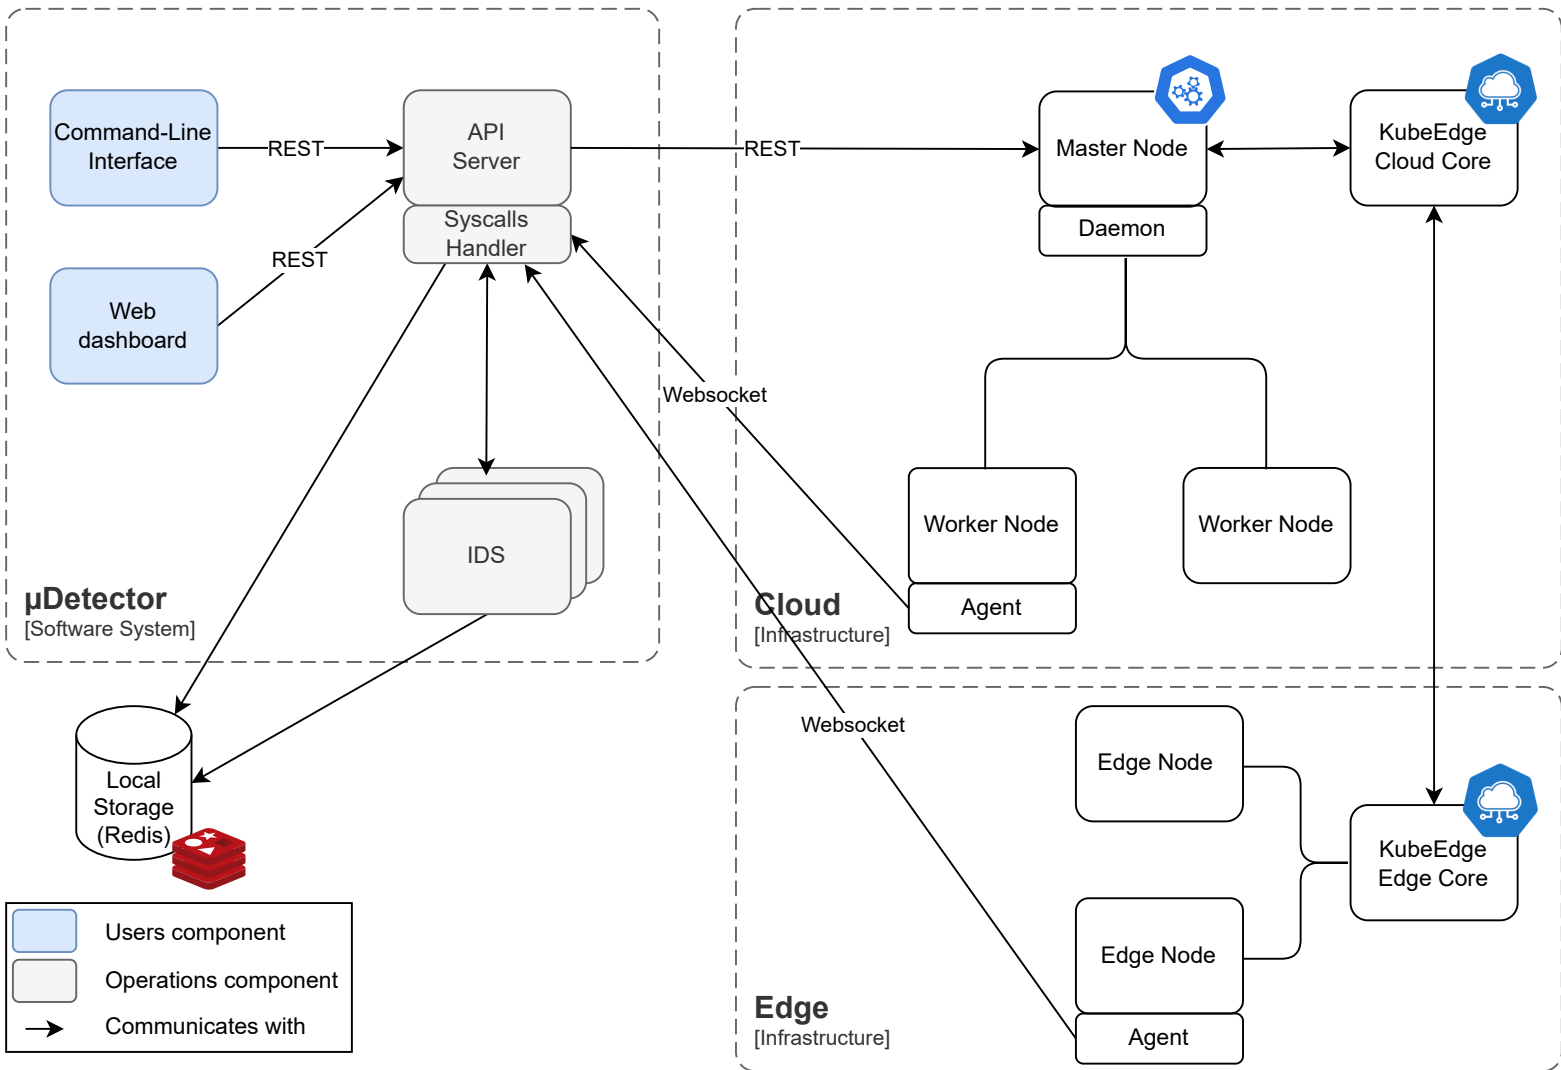 Command-Line
Interface
REST
API
Server
Syscalls
Handler
REST
Web
dashboard
IDS
µDetector
[Software System]
Local
Storage
(Redis)
REST
Master Node
Daemon
KubeEdge
Cloud Core
Websocket
Worker Node
Agent
Worker Node
Cloud
[Infrastructure]
Websocket
Edge Node
Edge Node
Agent
KubeEdge
Edge Core
Edge
[Infrastructure]
Users component
Operations component
Communicates with